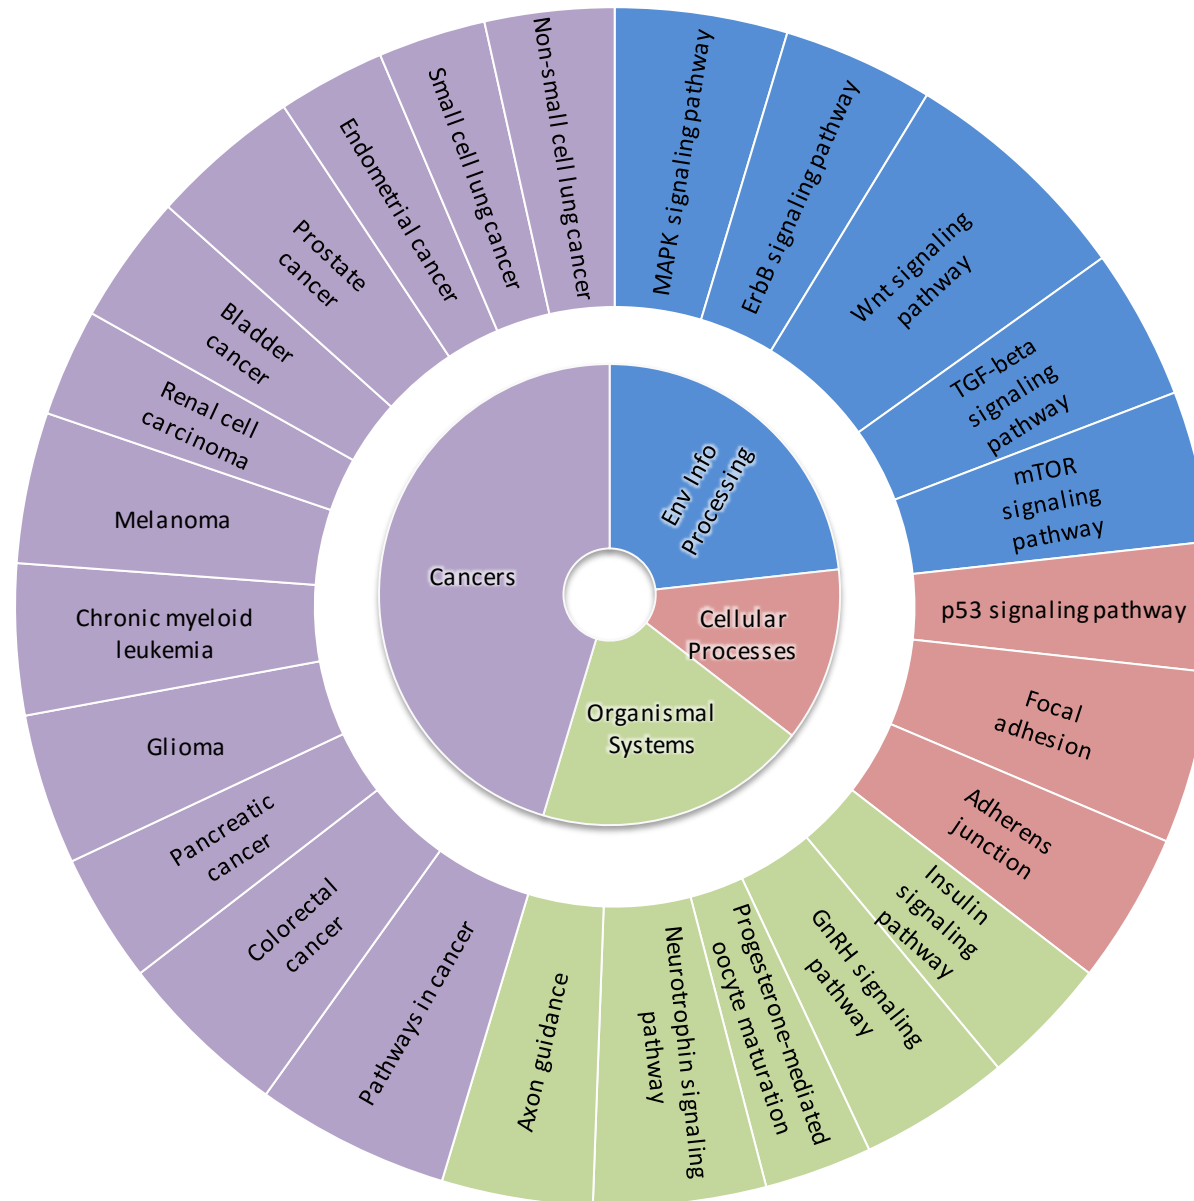 Non-small cell lung cancer
MAPK signaling pathway
ErbB signaling pathway
Wnt signaling
pathway
TGF-beta
signaling
pathway
mTOR
signaling
pathway
p53 signaling pathway
Focal
adhesion
Adherens
junction
Insulin
signaling
pathway
GnRH signaling
pathway
Progesterone-mediated
oocyte maturation
Neurotrophin signaling
pathway
Axon guidance
Pathways in cancer
Colorectal
cancer
Pancreatic
cancer
Glioma
Chronic myeloid
leukemia
Melanoma
Renal cell
carcinoma
Bladder
cancer
Prostate
cancer
Endometrial cancer
Small cell lung cancer
Env Info
Processing
Cellular
Processes
Organismal
Systems
Cancers